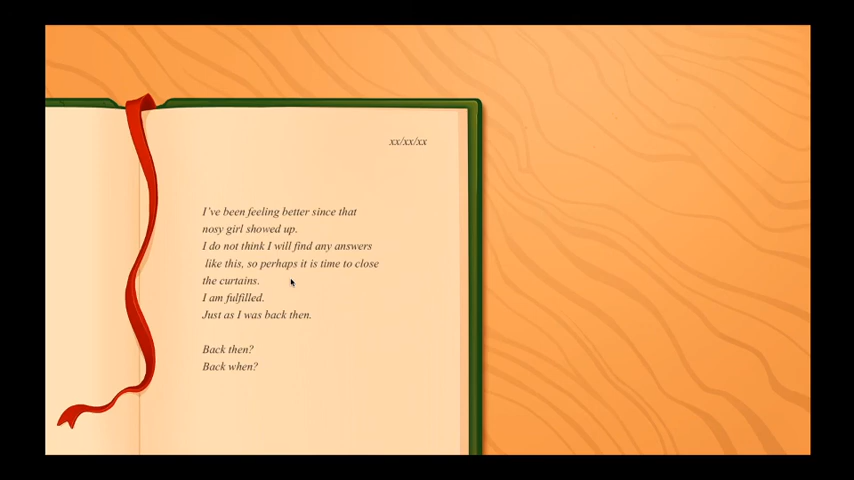 xx/xx/xx
I've been feeling better since that
nosy girl showed up.
I do not think I will find any answers
like this, so perhaps it is time to close
the curtains.
I am fulfilled.
Just as I was back then.
Back then?
Back when?